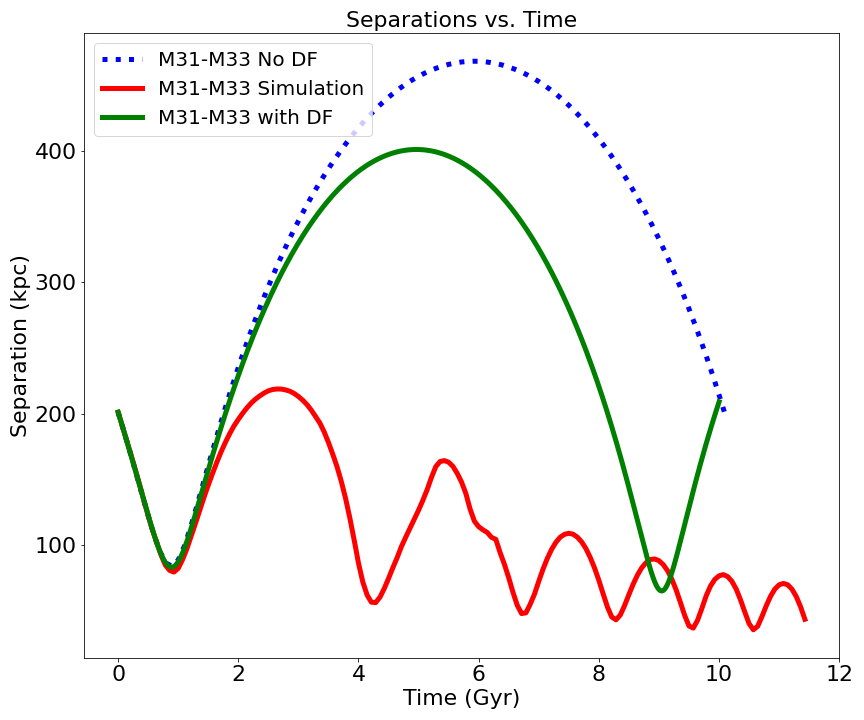 Separations vs. Time
M31-M33 No DF
M31-M33 Simulation
M31-M33 with DF
Separation (kpc)
400
300
200
100
0 2 4 6 8 10 12
Time (Gyr)